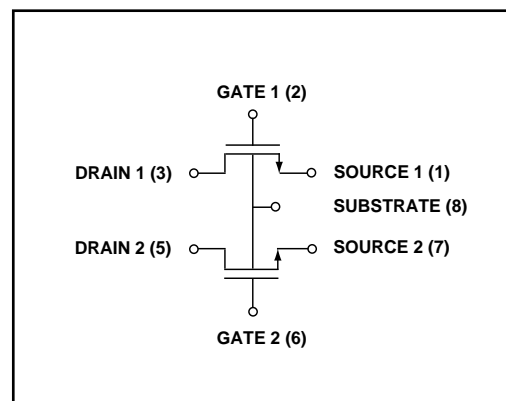 GATE 1 (2)
DRAIN 1 (3)
SOURCE 1 (1)
SUBSTRATE (8)
DRAIN 2 (5)
SOURCE 2 (7)
GATE 2 (6)